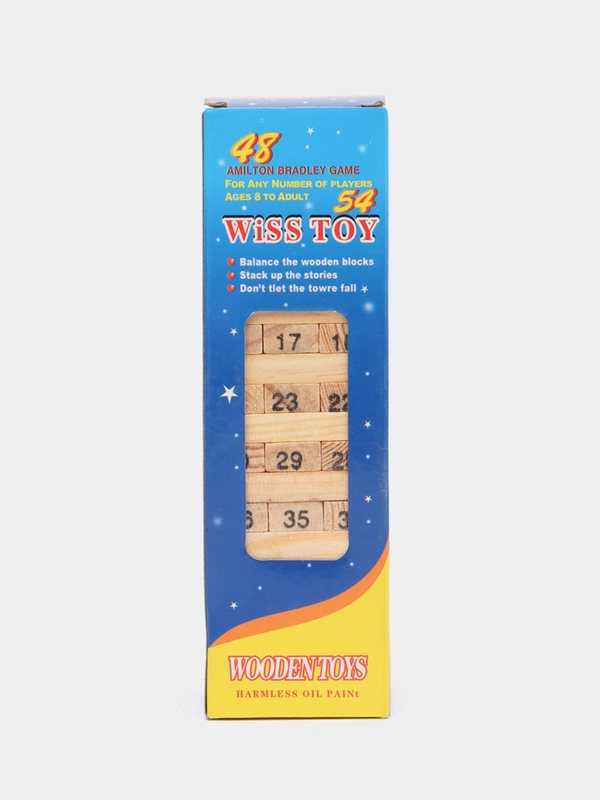 48
AMILTON BRADLEY GAME
FOR ANY NUMBER OF PLAYERS
AGES 8 TO ADULT 54
WiSS TOY
Balance the wooden blocks
Stack up the stories
Don't tlet the towre fall
17
23 22
29
35
WOODEN TOYS
HARMLESS OIL PAINt